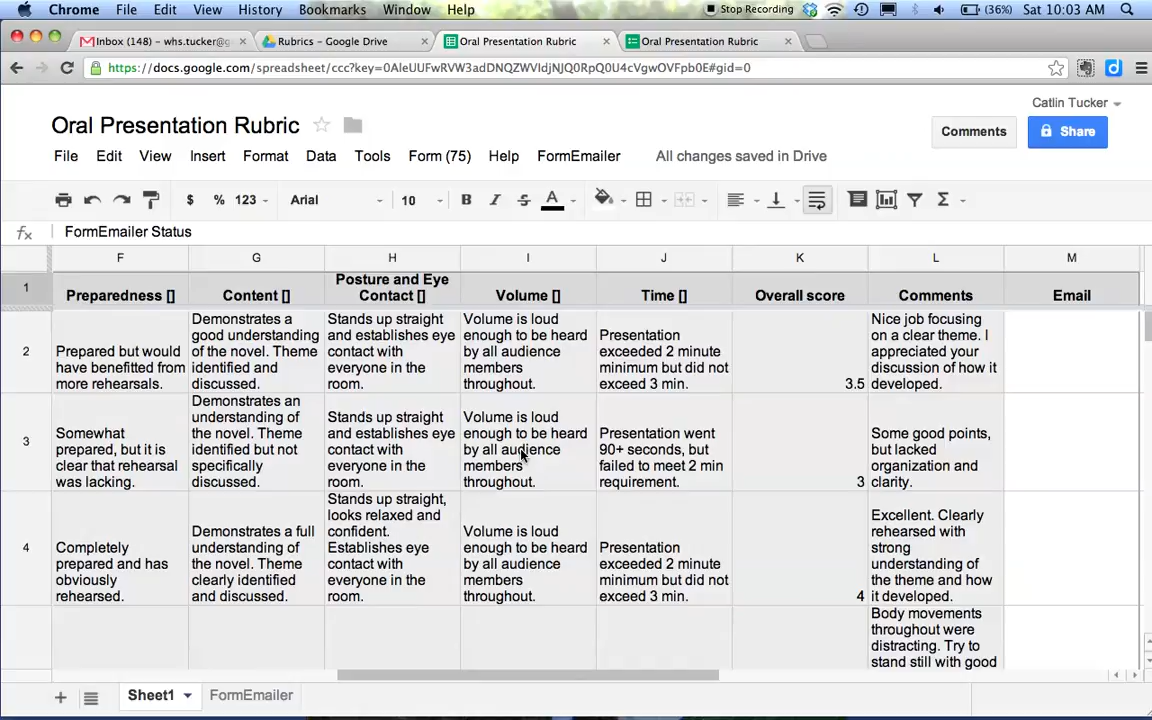 Chrome File Edit View History Bookmarks Window Help Stop Recording (36%) Sat 10:03 AM
Inbox (148) – whs.tucker@g
Rubrics – Google Drive
Oral Presentation Rubric
Oral Presentation Rubric
Catlin Tucker
Oral Presentation Rubric
Comments
Share
File Edit View Insert Format Data Tools Form (75) Help FormEmailer All changes saved in Drive
$ % 123 Arial 10 B I S A Σ
fx FormEmailer Status
F G H I J K L M
1
Preparedness []
Content []
Posture and Eye
Contact []
Volume []
Time []
Overall score
Comments
Email
2
Prepared but would
have benefitted from
more rehearsals.
Demonstrates a
good understanding
of the novel. Theme
identified and
discussed.
Stands up straight
and establishes eye
contact with
everyone in the
room.
Volume is loud
enough to be heard
by all audience
members
throughout.
Presentation
exceeded 2 minute
minimum but did not
exceed 3 min.
3.5
Nice job focusing
on a clear theme. I
appreciated your
discussion of how it
developed.
3
Somewhat
prepared, but it is
clear that rehearsal
was lacking.
Demonstrates an
understanding of
the novel. Theme
identified but not
specifically
discussed.
Stands up straight
and establishes eye
contact with
everyone in the
room.
Volume is loud
enough to be heard
by all audience
members
throughout.
Presentation went
90+ seconds, but
failed to meet 2 min
requirement.
3
Some good points,
but lacked
organization and
clarity.
4
Completely
prepared and has
obviously
rehearsed.
Demonstrates a full
understanding of
the novel. Theme
clearly identified
and discussed.
Stands up straight,
looks relaxed and
confident.
Establishes eye
contact with
everyone in the
room.
Volume is loud
enough to be heard
by all audience
members
throughout.
Presentation
exceeded 2 minute
minimum but did not
exceed 3 min.
4
Excellent. Clearly
rehearsed with
strong
understanding of
the theme and how
it developed.
Body movements
throughout were
distracting. Try to
stand still with good
Sheet1
FormEmailer